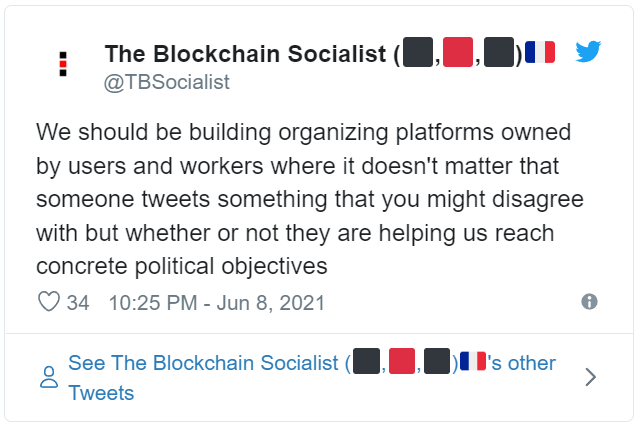 The Blockchain Socialist (⬛,🟥,⬛)🇫🇷
@TBSocialist
We should be building organizing platforms owned
by users and workers where it doesn't matter that
someone tweets something that you might disagree
with but whether or not they are helping us reach
concrete political objectives
34 10:25 PM - Jun 8, 2021
See The Blockchain Socialist (⬛,🟥,⬛)🇫🇷's other
Tweets